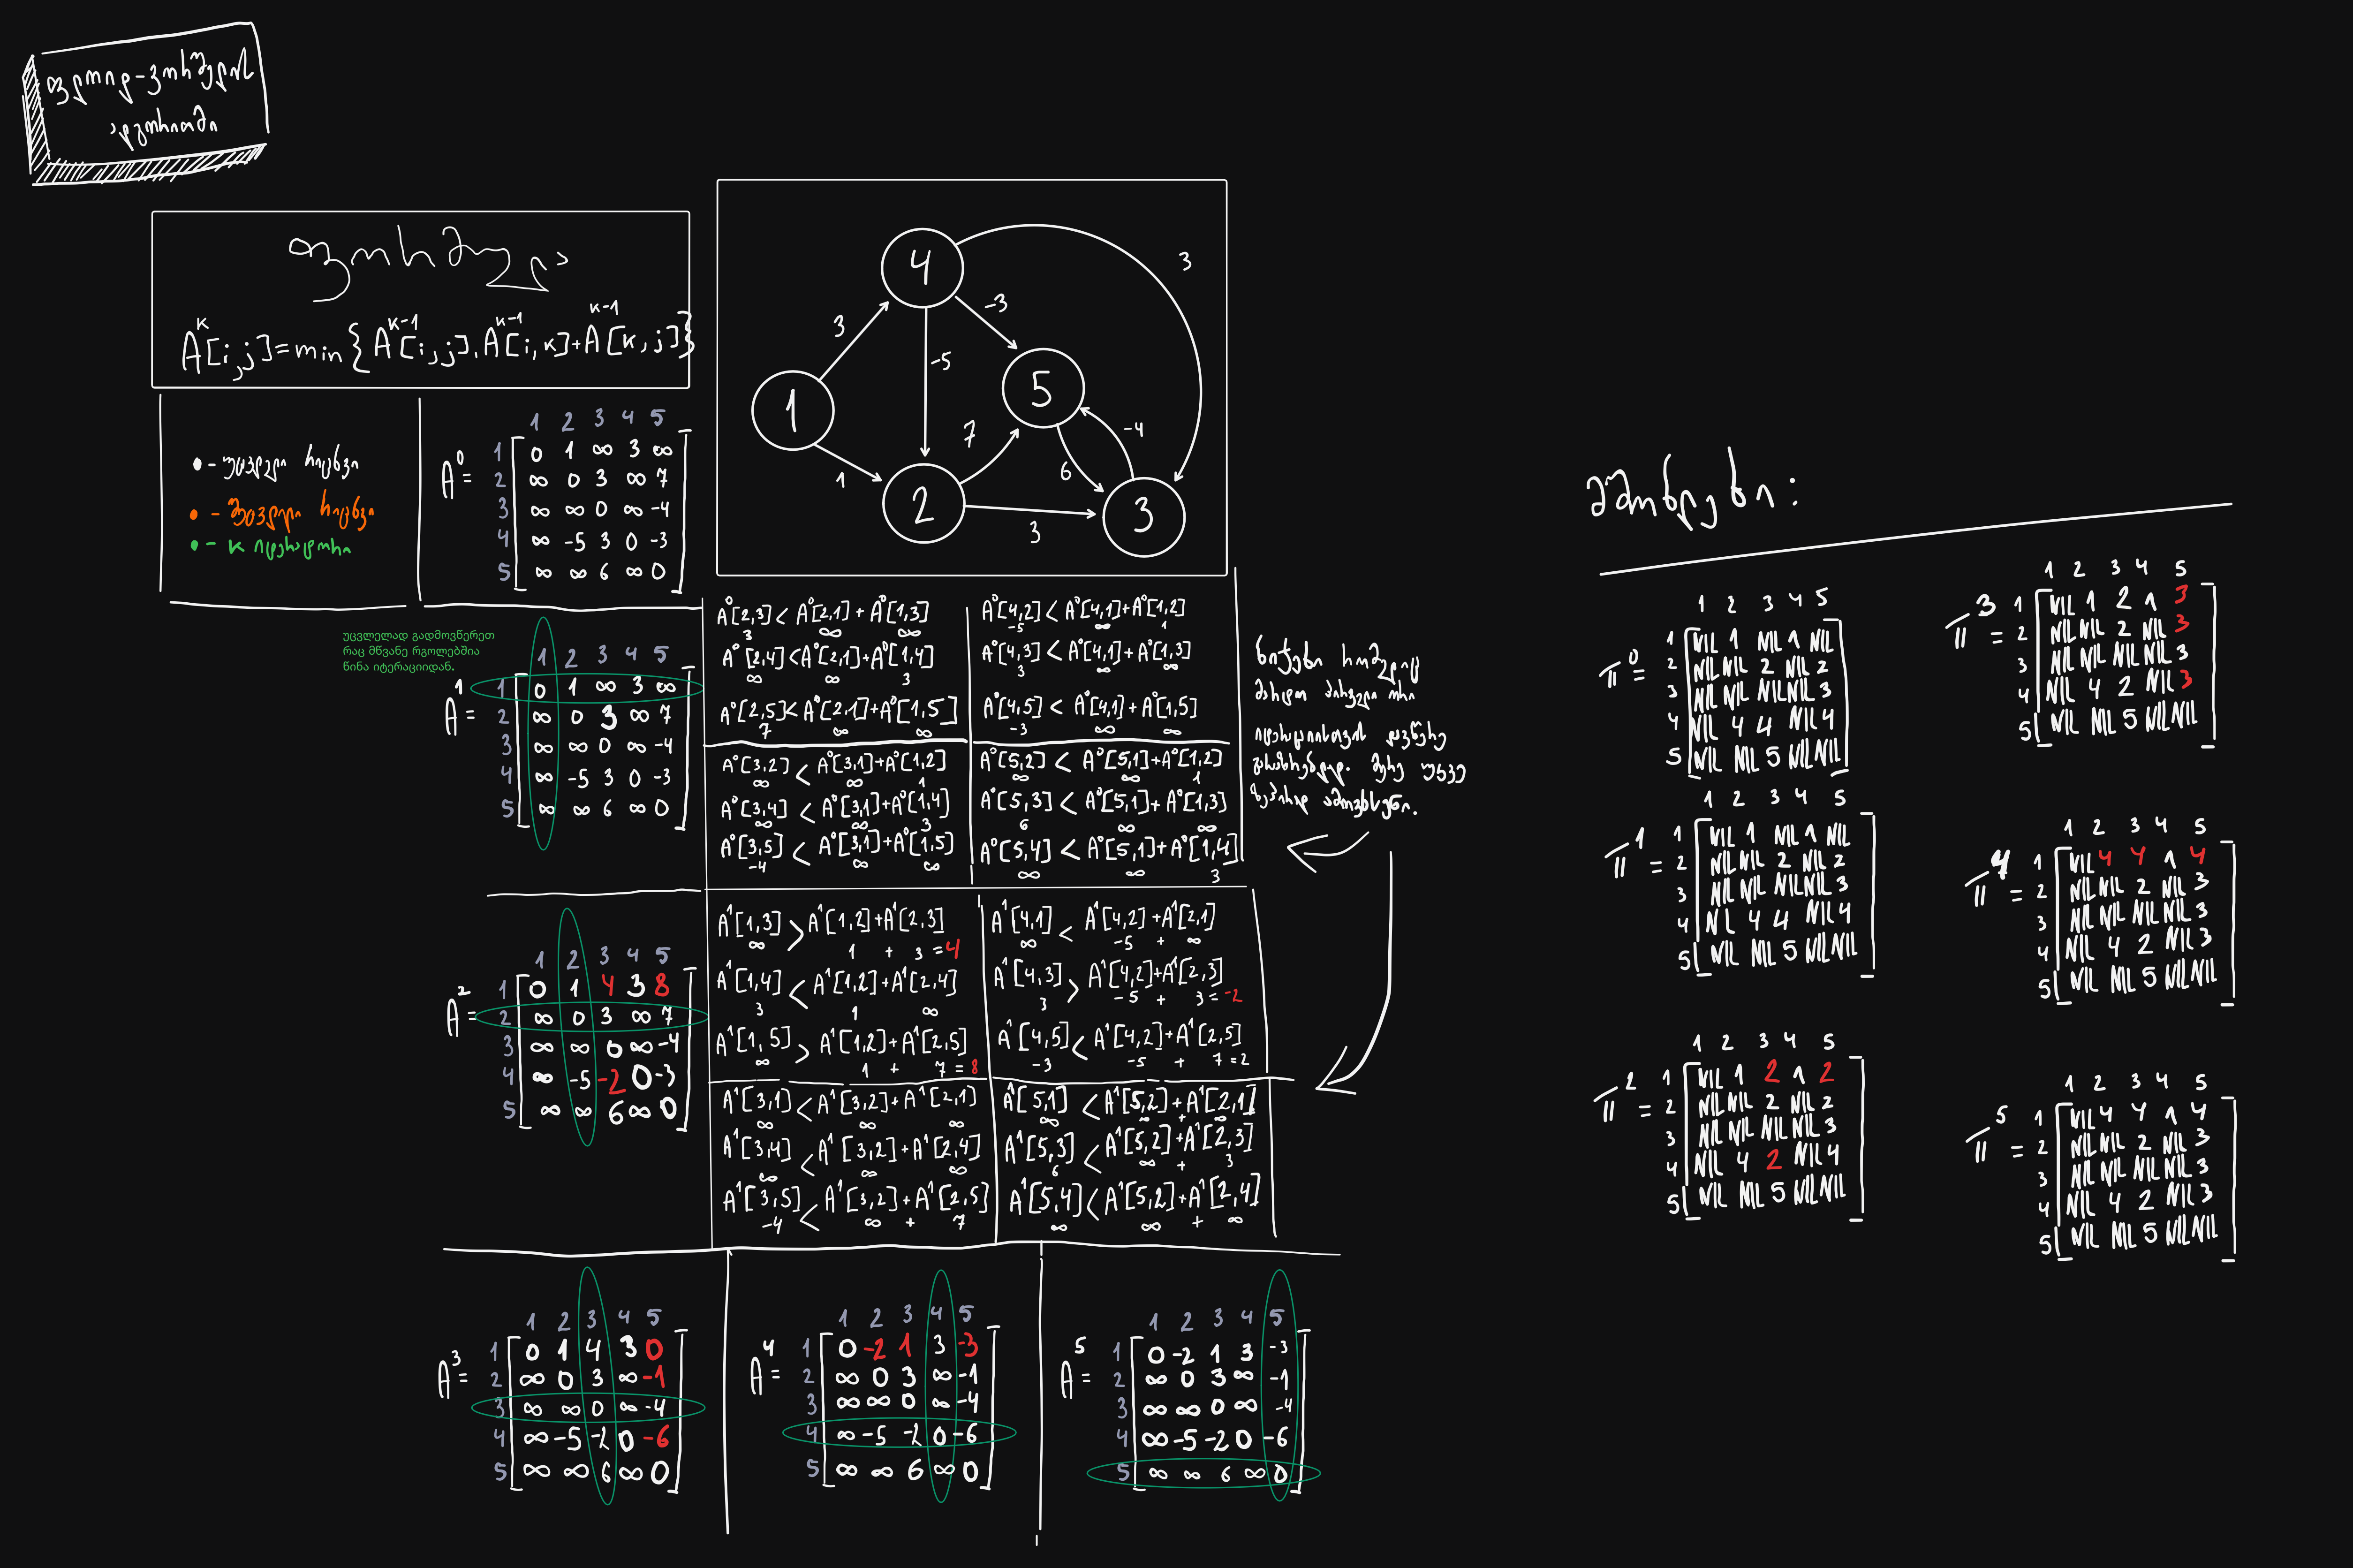 ფლოიდ-ვორშელის
ალგორითმი
ფორმულა
A^k[i,j]=min{A^(k-1)[i,j],A^(k-1)[i,k]+A^(k-1)[k,j]}
• - უცვლელი რიცხვი
• - შეცვლილი რიცხვი
• - K იტერატორი
1 2 3 4 5
A^0=
1 0 1 ∞ 3 ∞
2 ∞ 0 3 ∞ 7
3 ∞ ∞ 0 ∞ -4
4 ∞ -5 3 0 -3
5 ∞ ∞ 6 ∞ 0
4
3
-3
3
-5
1
5
7
-4
6
1
2
3
3
უცვლელად გადმოვწერეთ
რაც მწვანე რგოლებშია
წინა იტერაციიდან.
1 2 3 4 5
A^1=
1 0 1 ∞ 3 ∞
2 ∞ 0 3 ∞ 7
3 ∞ ∞ 0 ∞ -4
4 ∞ -5 3 0 -3
5 ∞ ∞ 6 ∞ 0
A^0[2,3] < A^0[2,1] + A^0[1,3]
3 ∞ ∞
A^0[2,4] < A^0[2,1] + A^0[1,4]
∞ ∞ 3
A^0[2,5] < A^0[2,1] + A^0[1,5]
7 ∞ ∞
A^0[4,2] < A^0[4,1] + A^0[1,2]
-5 ∞ 1
A^0[4,3] < A^0[4,1] + A^0[1,3]
3 ∞ ∞
A^0[4,5] < A^0[4,1] + A^0[1,5]
-3 ∞ ∞
A^0[3,2] < A^0[3,1] + A^0[1,2]
∞ ∞ 1
A^0[3,4] < A^0[3,1] + A^0[1,4]
∞ ∞ 3
A^0[3,5] < A^0[3,1] + A^0[1,5]
-4 ∞ ∞
A^0[5,2] < A^0[5,1] + A^0[1,2]
∞ ∞ 1
A^0[5,3] < A^0[5,1] + A^0[1,3]
6 ∞ ∞
A^0[5,4] < A^0[5,1] + A^0[1,4]
∞ ∞ 3
მარტო პირველი ორი
იტერაციისთვის დავწერე
უკვე
ზეპირად ამოვხსენი.
1 2 3 4 5
A^2=
1 0 1 4 3 8
2 ∞ 0 3 ∞ 7
3 ∞ ∞ 0 ∞ -4
4 ∞ -5 -2 0 -3
5 ∞ ∞ 6 ∞ 0
A^1[1,3] > A^1[1,2] + A^1[2,3]
∞ 1 + 3 = 4
A^1[1,4] < A^1[1,2] + A^1[2,4]
3 1 ∞
A^1[1,5] > A^1[1,2] + A^1[2,5]
∞ 1 + 7 = 8
A^1[4,1] < A^1[4,2] + A^1[2,1]
∞ -5 + ∞
A^1[4,3] > A^1[4,2] + A^1[2,3]
3 -5 + 3 = -2
A^1[4,5] < A^1[4,2] + A^1[2,5]
-3 -5 + 7 = 2
A^1[3,1] < A^1[3,2] + A^1[2,1]
∞ ∞ ∞
A^1[3,4] < A^1[3,2] + A^1[2,4]
∞ ∞ ∞
A^1[3,5] < A^1[3,2] + A^1[2,5]
-4 ∞ + 7
A^1[5,1] < A^1[5,2] + A^1[2,1]
∞ ∞ + ∞
A^1[5,3] < A^1[5,2] + A^1[2,3]
6 ∞ + 3
A^1[5,4] < A^1[5,2] + A^1[2,4]
∞ ∞ + ∞
1 2 3 4 5
A^3=
1 0 1 4 3 0
2 ∞ 0 3 ∞ -1
3 ∞ ∞ 0 ∞ -4
4 ∞ -5 -2 0 -6
5 ∞ ∞ 6 ∞ 0
1 2 3 4 5
A^4=
1 0 -2 1 3 -3
2 ∞ 0 3 ∞ -1
3 ∞ ∞ 0 ∞ -4
4 ∞ -5 -2 0 -6
5 ∞ ∞ 6 ∞ 0
1 2 3 4 5
A^5=
1 0 -2 1 3 -3
2 ∞ 0 3 ∞ -1
3 ∞ ∞ 0 ∞ -4
4 ∞ -5 -2 0 -6
5 ∞ ∞ 6 ∞ 0
მშობლები:
1 2 3 4 5
π^0=
1 NIL 1 NIL 1 NIL
2 NIL NIL 2 NIL 2
3 NIL NIL NIL NIL 3
4 NIL 4 4 NIL 4
5 NIL NIL 5 NIL NIL
1 2 3 4 5
π^1=
1 NIL 1 NIL 1 NIL
2 NIL NIL 2 NIL 2
3 NIL NIL NIL NIL 3
4 NIL 4 4 NIL 4
5 NIL NIL 5 NIL NIL
1 2 3 4 5
π^2=
1 NIL 1 2 1 2
2 NIL NIL 2 NIL 2
3 NIL NIL NIL NIL 3
4 NIL 4 2 NIL 4
5 NIL NIL 5 NIL NIL
1 2 3 4 5
π^3=
1 NIL 1 2 1 3
2 NIL NIL 2 NIL 3
3 NIL NIL NIL NIL 3
4 NIL 4 2 NIL 3
5 NIL NIL 5 NIL NIL
1 2 3 4 5
π^4=
1 NIL 4 4 1 4
2 NIL NIL 2 NIL 3
3 NIL NIL NIL NIL 3
4 NIL 4 2 NIL 3
5 NIL NIL 5 NIL NIL
1 2 3 4 5
π^5=
1 NIL 4 4 1 4
2 NIL NIL 2 NIL 3
3 NIL NIL NIL NIL 3
4 NIL 4 2 NIL 3
5 NIL NIL 5 NIL NIL